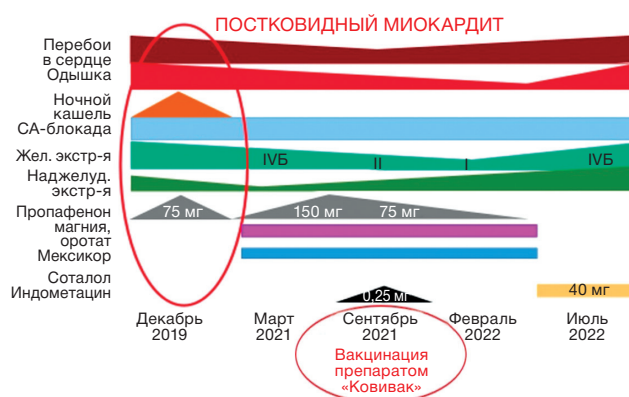 ПОСТКОВИДНЫЙ МИОКАРДИТ
Перебои
в сердце
Одышка
Ночной
кашель
СА-блокада
Жел. экстр-я
IVБ
II
I
IVБ
Наджелуд.
экстр-я
Пропафенон
75 мг
150 мг
75 мг
магния,
оротат
Мексикор
Соталол
40 мг
Индометацин
0,25 мг
Декабрь
2019
Март
2021
Сентябрь
2021
Февраль
2022
Июль
2022
Вакцинация
препаратом
«Ковивак»